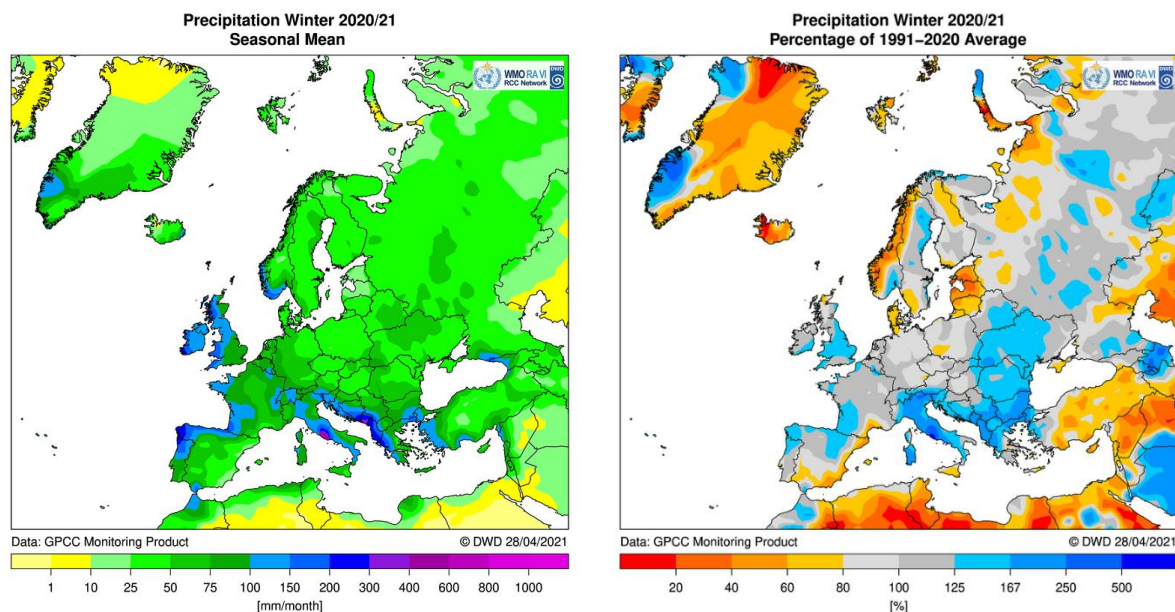 Precipitation Winter 2020/21
Seasonal Mean
WMO RA VI
RCC Network
DWD
Data: GPCC Monitoring Product
© DWD 28/04/2021
1 10 25 50 75 100 150 200 300 400 600 800 1000
[mm/month]
Precipitation Winter 2020/21
Percentage of 1991−2020 Average
WMO RA VI
RCC Network
DWD
Data: GPCC Monitoring Product
© DWD 28/04/2021
20 40 60 80 100 125 167 250 500
[%]